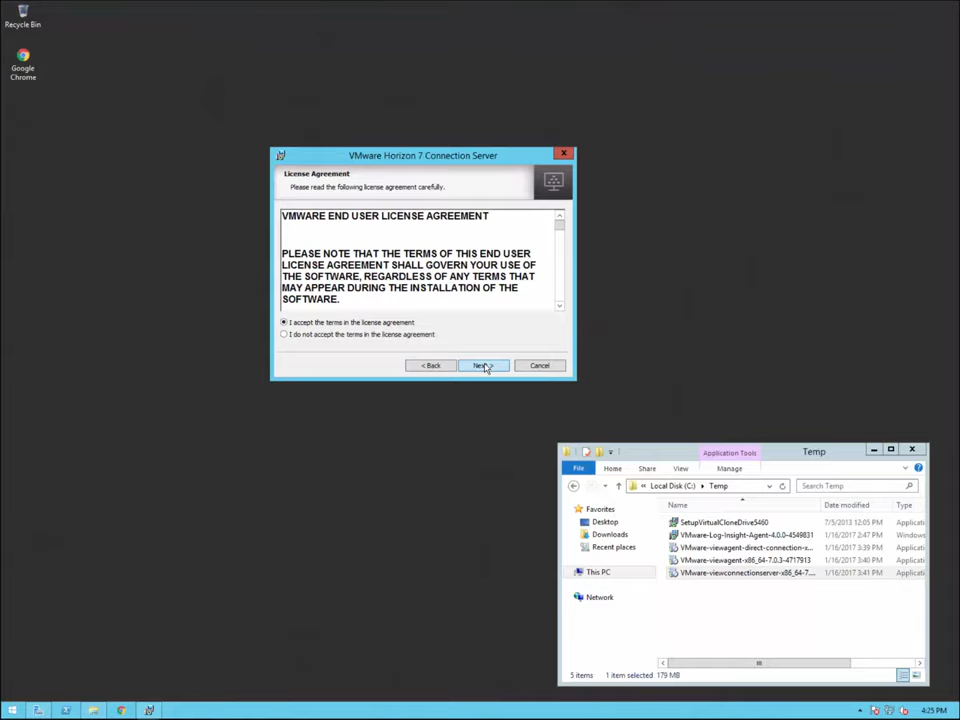 Recycle Bin
Google
Chrome
VMware Horizon 7 Connection Server
License Agreement
Please read the following license agreement carefully.
VMWARE END USER LICENSE AGREEMENT
PLEASE NOTE THAT THE TERMS OF THIS END USER
LICENSE AGREEMENT SHALL GOVERN YOUR USE OF
THE SOFTWARE, REGARDLESS OF ANY TERMS THAT
MAY APPEAR DURING THE INSTALLATION OF THE
SOFTWARE.
I accept the terms in the license agreement
I do not accept the terms in the license agreement
< Back Next > Cancel
Application Tools Temp
File Home Share View Manage
« Local Disk (C:) Temp Search Temp
Name Date modified Type
Favorites
Desktop
Downloads
Recent places
This PC
Network
SetupVirtualCloneDrive5460 7/5/2013 12:05 PM Applicati
VMware-Log-Insight-Agent-4.0.0-4549831 1/16/2017 2:47 PM Windows
VMware-viewagent-direct-connection-x... 1/16/2017 3:39 PM Applicati
VMware-viewagent-x86_64-7.0.3-4717913 1/16/2017 3:40 PM Applicati
VMware-viewconnectionserver-x86_64-7.... 1/16/2017 3:41 PM Applicati
5 items 1 item selected 179 MB
4:25 PM